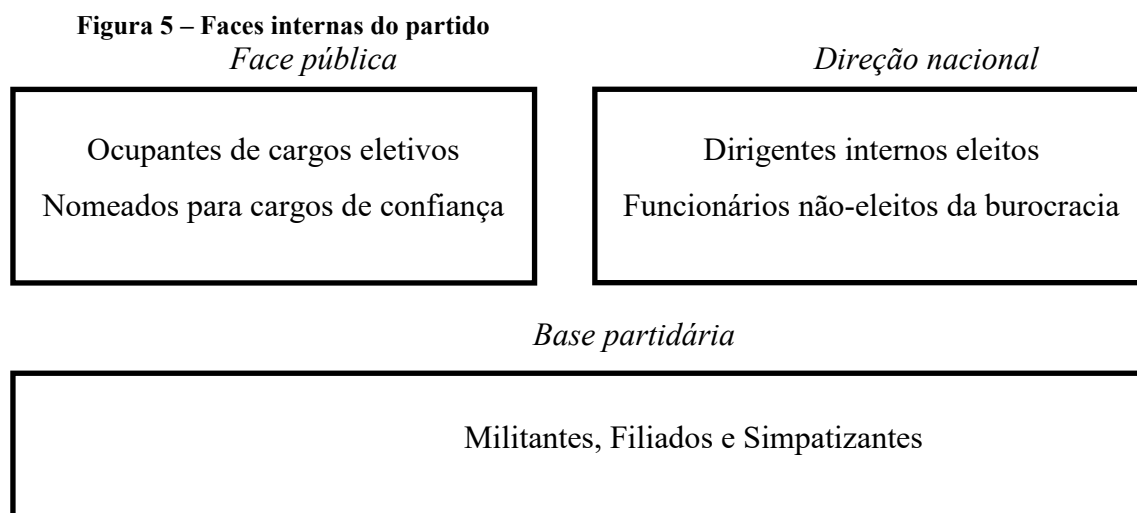 Figura 5 – Faces internas do partido
Face pública
Direção nacional
Ocupantes de cargos eletivos
Nomeados para cargos de confiança
Dirigentes internos eleitos
Funcionários não-eleitos da burocracia
Base partidária
Militantes, Filiados e Simpatizantes